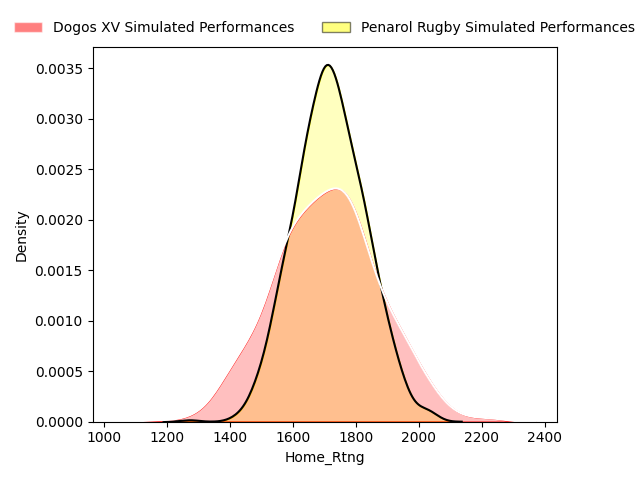 Dogos XV Simulated Performances
Penarol Rugby Simulated Performances
0.0035
0.0030
0.0025
0.0020
0.0015
0.0010
0.0005
0.0000
Density
1000 1200 1400 1600 1800 2000 2200 2400
Home_Rtng